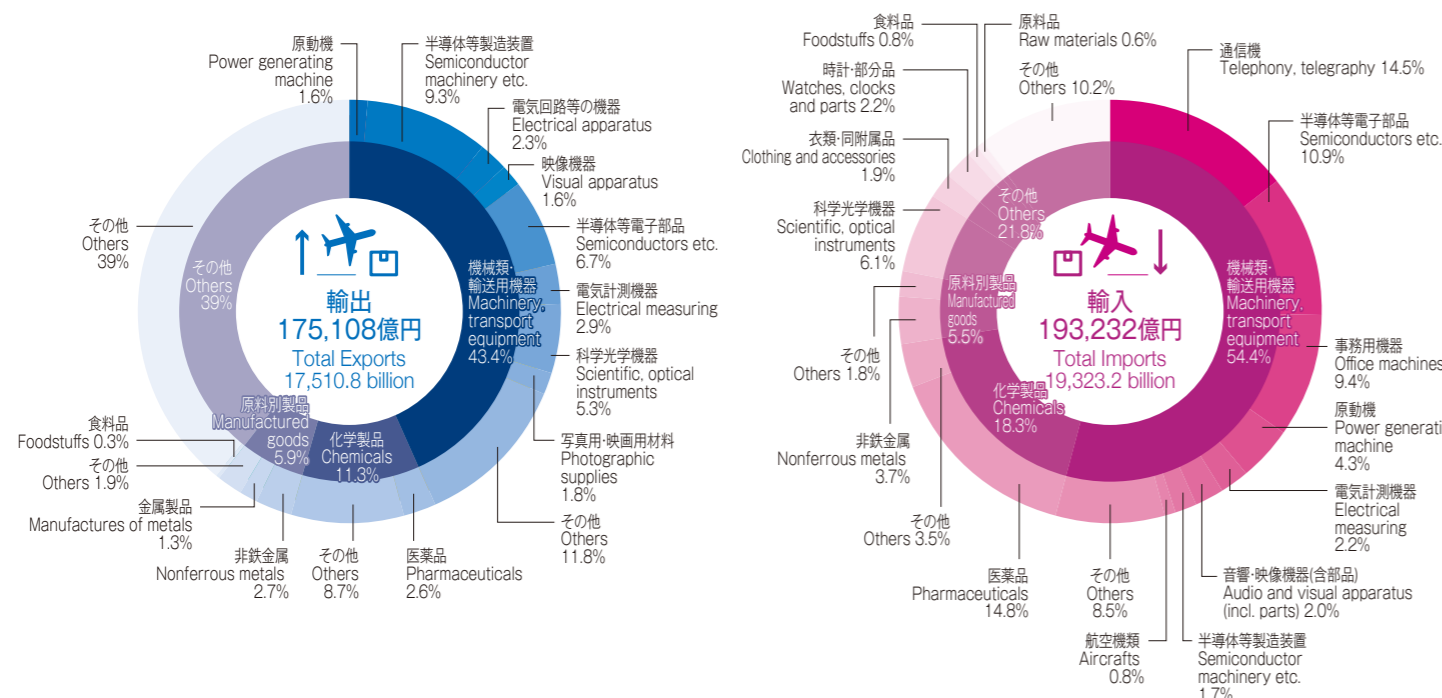 原動機
Power generating
machine
1.6%
半導体等製造装置
Semiconductor
machinery etc.
9.3%
電気回路等の機器
Electrical apparatus
2.3%
映像機器
Visual apparatus
1.6%
半導体等電子部品
Semiconductors etc.
6.7%
電気計測機器
Electrical measuring
2.9%
科学光学機器
Scientific, optical
instruments
5.3%
写真用・映画用材料
Photographic
supplies
1.8%
その他
Others
11.8%
医薬品
Pharmaceuticals
2.6%
その他
Others
8.7%
非鉄金属
Nonferrous metals
2.7%
金属製品
Manufactures of metals
1.3%
その他
Others 1.9%
食料品
Foodstuffs 0.3%
その他
Others
39%
機械類・
輸送用機器
Machinery,
transport
equipment
43.4%
化学製品
Chemicals
11.3%
原料別製品
Manufactured
goods
5.9%
その他
Others
39%
輸出
175,108億円
Total Exports
17,510.8 billion
食料品
Foodstuffs 0.8%
原料品
Raw materials 0.6%
時計・部分品
Watches, clocks
and parts 2.2%
その他
Others 10.2%
通信機
Telephony, telegraphy 14.5%
半導体等電子部品
Semiconductors etc.
10.9%
事務用機器
Office machines
9.4%
原動機
Power generati
machine
4.3%
電気計測機器
Electrical
measuring
2.2%
音響・映像機器(含部品)
Audio and visual apparatus
(incl. parts) 2.0%
半導体等製造装置
Semiconductor
machinery etc.
1.7%
航空機類
Aircrafts
0.8%
その他
Others
8.5%
医薬品
Pharmaceuticals
14.8%
その他
Others 3.5%
非鉄金属
Nonferrous metals
3.7%
その他
Others 1.8%
科学光学機器
Scientific, optical
instruments
6.1%
衣類・同附属品
Clothing and accessories
1.9%
その他
Others
21.8%
原料別製品
Manufactured
goods
5.5%
化学製品
Chemicals
18.3%
機械類・
輸送用機器
Machinery,
transport
equipment
54.4%
輸入
193,232億円
Total Imports
19,323.2 billion